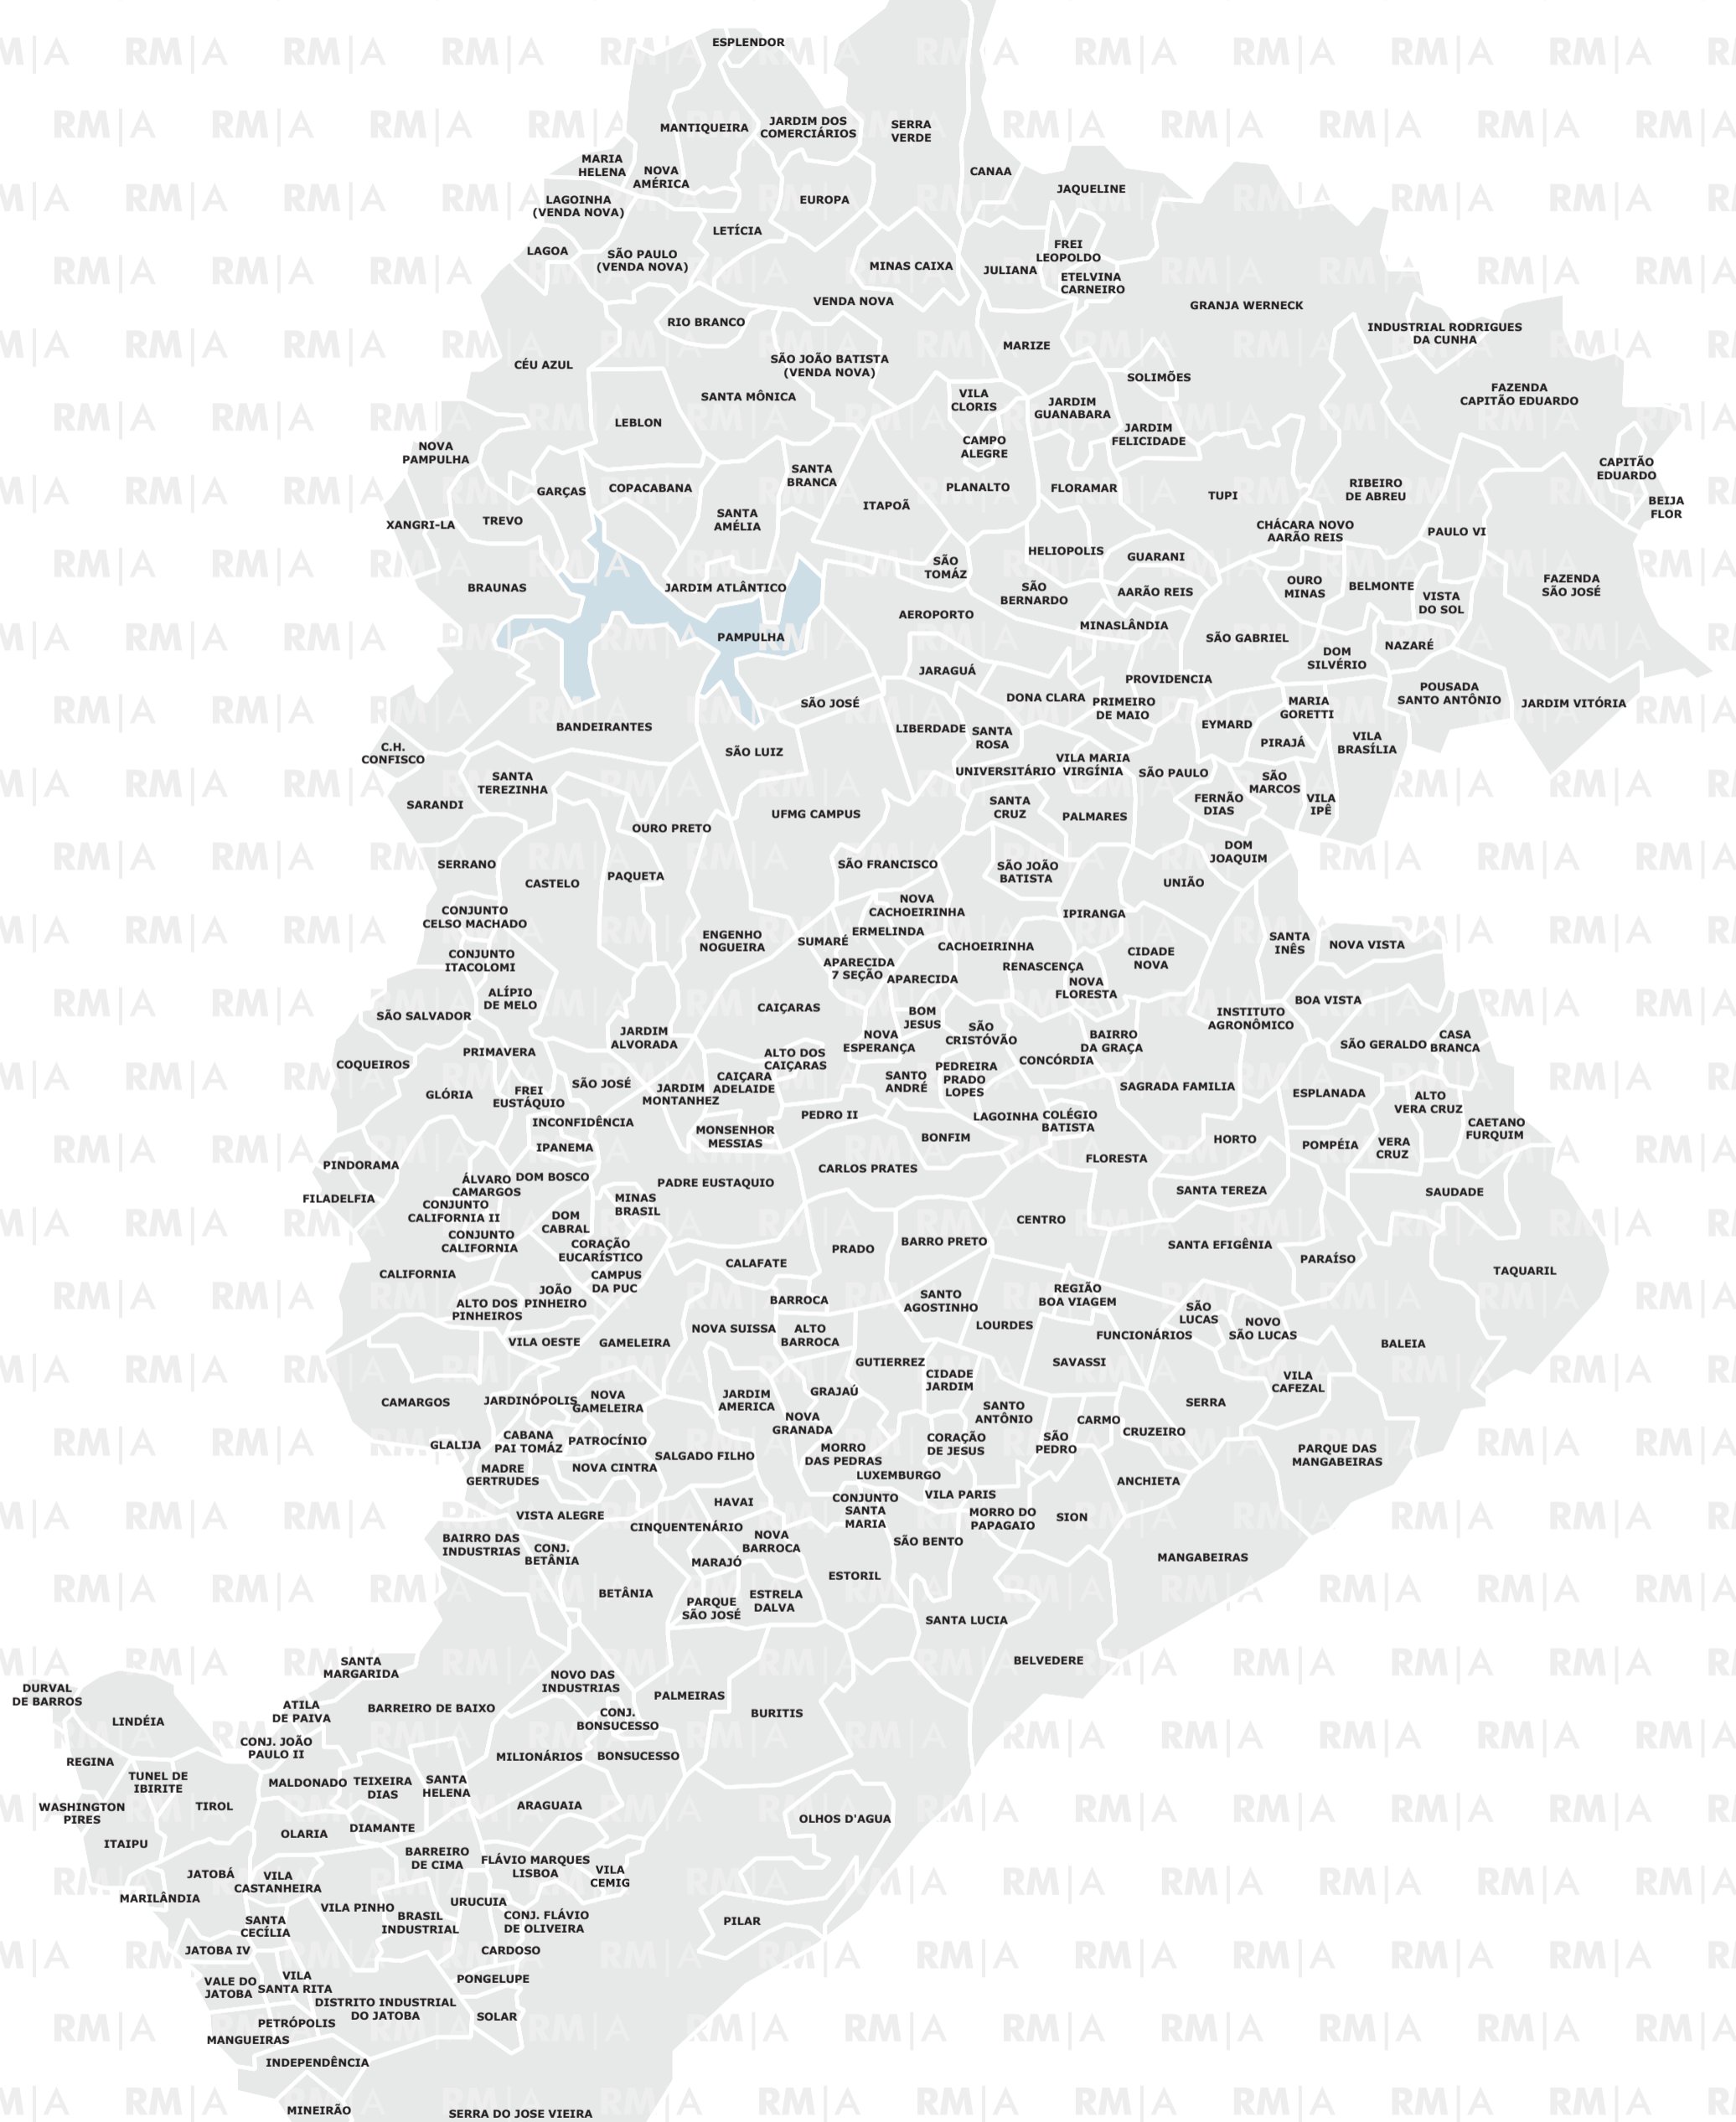 ESPLENDOR
MANTIQUEIRA
JARDIM DOS
COMERCIÁRIOS
SERRA
VERDE
MARIA
HELENA
NOVA
AMÉRICA
CANAA
JAQUELINE
LAGOINHA
(VENDA NOVA)
EUROPA
LETÍCIA
LAGOA
SÃO PAULO
(VENDA NOVA)
MINAS CAIXA
JULIANA
FREI
LEOPOLDO
ETELVINA
CARNEIRO
VENDA NOVA
GRANJA WERNECK
RIO BRANCO
INDUSTRIAL RODRIGUES
DA CUNHA
MARIZE
CÉU AZUL
SÃO JOÃO BATISTA
(VENDA NOVA)
SOLIMÕES
FAZENDA
CAPITÃO EDUARDO
SANTA MÔNICA
VILA
CLORIS
JARDIM
GUANABARA
LEBLON
JARDIM
FELICIDADE
NOVA
PAMPULHA
CAMPO
ALEGRE
CAPITÃO
EDUARDO
SANTA
BRANCA
GARÇAS
COPACABANA
PLANALTO
FLORAMAR
TUPI
RIBEIRO
DE ABREU
BEIJA
FLOR
ITAPOÃ
XANGRI-LA
TREVO
SANTA
AMÉLIA
CHÁCARA NOVO
AARÃO REIS
PAULO VI
HELIOPOLIS
GUARANI
SÃO
TOMÁZ
BRAUNAS
JARDIM ATLÂNTICO
SÃO
BERNARDO
AARÃO REIS
OURO
MINAS
BELMONTE
VISTA
DO SOL
FAZENDA
SÃO JOSÉ
AEROPORTO
MINASLÂNDIA
PAMPULHA
SÃO GABRIEL
NAZARÉ
DOM
SILVÉRIO
JARAGUÁ
PROVIDENCIA
SÃO JOSÉ
DONA CLARA
PRIMEIRO
DE MAIO
MARIA
GORETTI
POUSADA
SANTO ANTÔNIO
JARDIM VITÓRIA
BANDEIRANTES
LIBERDADE
SANTA
ROSA
EYMARD
PIRAJÁ
VILA
BRASÍLIA
C.H.
CONFISCO
SÃO LUIZ
UNIVERSITÁRIO
VILA MARIA
VIRGÍNIA
SÃO PAULO
SANTA
TEREZINHA
SÃO
MARCOS
SARANDI
SANTA
CRUZ
PALMARES
FERNÃO
DIAS
VILA
IPÊ
UFMG CAMPUS
OURO PRETO
SERRANO
CASTELO
PAQUETA
SÃO FRANCISCO
SÃO JOÃO
BATISTA
DOM
JOAQUIM
UNIÃO
CONJUNTO
CELSO MACHADO
NOVA
CACHOEIRINHA
IPIRANGA
ENGENHO
NOGUEIRA
SUMARÉ
ERMELINDA
CACHOEIRINHA
SANTA
INÊS
NOVA VISTA
CONJUNTO
ITACOLOMI
APARECIDA
7 SEÇÃO
APARECIDA
RENASCENÇA
CIDADE
NOVA
NOVA
FLORESTA
ALÍPIO
DE MELO
BOA VISTA
SÃO SALVADOR
CAIÇARAS
BOM
JESUS
INSTITUTO
AGRONÔMICO
JARDIM
ALVORADA
NOVA
ESPERANÇA
SÃO
CRISTÓVÃO
BAIRRO
DA GRAÇA
SÃO GERALDO
CASA
BRANCA
COQUEIROS
PRIMAVERA
ALTO DOS
CAIÇARAS
CONCÓRDIA
GLÓRIA
FREI
EUSTÁQUIO
SÃO JOSÉ
JARDIM
MONTANHEZ
CAIÇARA
ADELAIDE
SANTO
ANDRÉ
PEDREIRA
PRADO
LOPES
SAGRADA FAMILIA
ESPLANADA
ALTO
VERA CRUZ
INCONFIDÊNCIA
PEDRO II
LAGOINHA
COLÉGIO
BATISTA
CAETANO
FURQUIM
IPANEMA
MONSENHOR
MESSIAS
BONFIM
HORTO
POMPÉIA
VERA
CRUZ
PINDORAMA
CARLOS PRATES
FLORESTA
FILADELFIA
ÁLVARO
CAMARGOS
DOM BOSCO
PADRE EUSTAQUIO
SANTA TEREZA
SAUDADE
CONJUNTO
CALIFORNIA II
MINAS
BRASIL
DOM
CABRAL
CENTRO
CONJUNTO
CALIFORNIA
CORAÇÃO
EUCARÍSTICO
PRADO
BARRO PRETO
SANTA EFIGÊNIA
PARAÍSO
CALIFORNIA
CALAFATE
TAQUARIL
CAMPUS
DA PUC
JOÃO
PINHEIRO
ALTO DOS
PINHEIROS
BARROCA
SANTO
AGOSTINHO
REGIÃO
BOA VIAGEM
SÃO
LUCAS
NOVO
SÃO LUCAS
VILA OESTE
GAMELEIRA
NOVA SUISSA
ALTO
BARROCA
LOURDES
FUNCIONÁRIOS
BALEIA
GUTIERREZ
SAVASSI
CIDADE
JARDIM
VILA
CAFEZAL
CAMARGOS
JARDINÓPOLIS
NOVA
GAMELEIRA
JARDIM
AMERICA
GRAJAÚ
SERRA
SANTO
ANTÔNIO
CARMO
NOVA
GRANADA
CRUZEIRO
GLALIJA
CABANA
PAI TOMÁZ
PATROCÍNIO
SALGADO FILHO
MORRO
DAS PEDRAS
CORAÇÃO
DE JESUS
SÃO
PEDRO
PARQUE DAS
MANGABEIRAS
MADRE
GERTRUDES
NOVA CINTRA
LUXEMBURGO
ANCHIETA
VISTA ALEGRE
HAVAI
CONJUNTO
SANTA
MARIA
VILA PARIS
MORRO DO
PAPAGAIO
SION
CINQUENTENÁRIO
BAIRRO DAS
INDUSTRIAS
CONJ.
BETÂNIA
NOVA
BARROCA
SÃO BENTO
MANGABEIRAS
MARAJÓ
ESTORIL
BETÂNIA
PARQUE
SÃO JOSÉ
ESTRELA
DALVA
SANTA LUCIA
BELVEDERE
SANTA
MARGARIDA
DURVAL
DE BARROS
NOVO DAS
INDUSTRIAS
PALMEIRAS
ATILA
DE PAIVA
BARREIRO DE BAIXO
LINDÉIA
CONJ.
BONSUCESSO
BURITIS
CONJ. JOÃO
PAULO II
REGINA
MILIONÁRIOS
BONSUCESSO
TUNEL DE
IBIRITE
MALDONADO
TEIXEIRA
DIAS
SANTA
HELENA
WASHINGTON
PIRES
TIROL
ARAGUAIA
OLHOS D'AGUA
ITAIPU
OLARIA
DIAMANTE
BARREIRO
DE CIMA
FLÁVIO MARQUES
LISBOA
VILA
CEMIG
JATOBÁ
VILA
CASTANHEIRA
MARILÂNDIA
VILA PINHO
URUCUIA
BRASIL
INDUSTRIAL
CONJ. FLÁVIO
DE OLIVEIRA
PILAR
SANTA
CECÍLIA
JATOBA IV
CARDOSO
VALE DO
JATOBA
VILA
SANTA RITA
PONGELUPE
DISTRITO INDUSTRIAL
DO JATOBA
SOLAR
PETRÓPOLIS
MANGUEIRAS
INDEPENDÊNCIA
MINEIRÃO
SERRA DO JOSE VIEIRA
RM|A